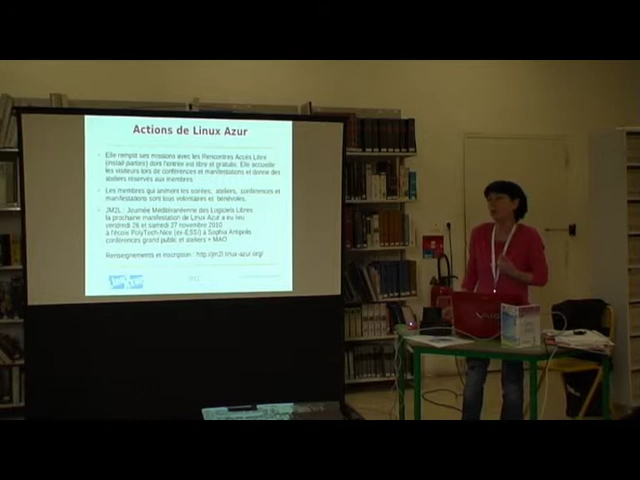 Actions de Linux Azur
Elle remplit ses missions avec les Rencontres Accès Libre
(install-parties) dont l'entrée est libre et gratuite. Elle accueille
les visiteurs lors de conférences et manifestations et donne des
ateliers réservés aux membres.
Les membres qui animent les soirées, ateliers, conférences et
manifestations sont tous volontaires et bénévoles.
JM2L : Journée Méditéranéenne des Logiciels Libres
la prochaine manifestation de Linux Azur a eu lieu
vendredi 26 et samedi 27 novembre 2010
à l'école PolyTech-Nice (ex-ESSI) à Sophia Antipolis
conférences grand public et ateliers + MAO
Renseignements et inscription : http://jm2l.linux-azur.org/
VAIO